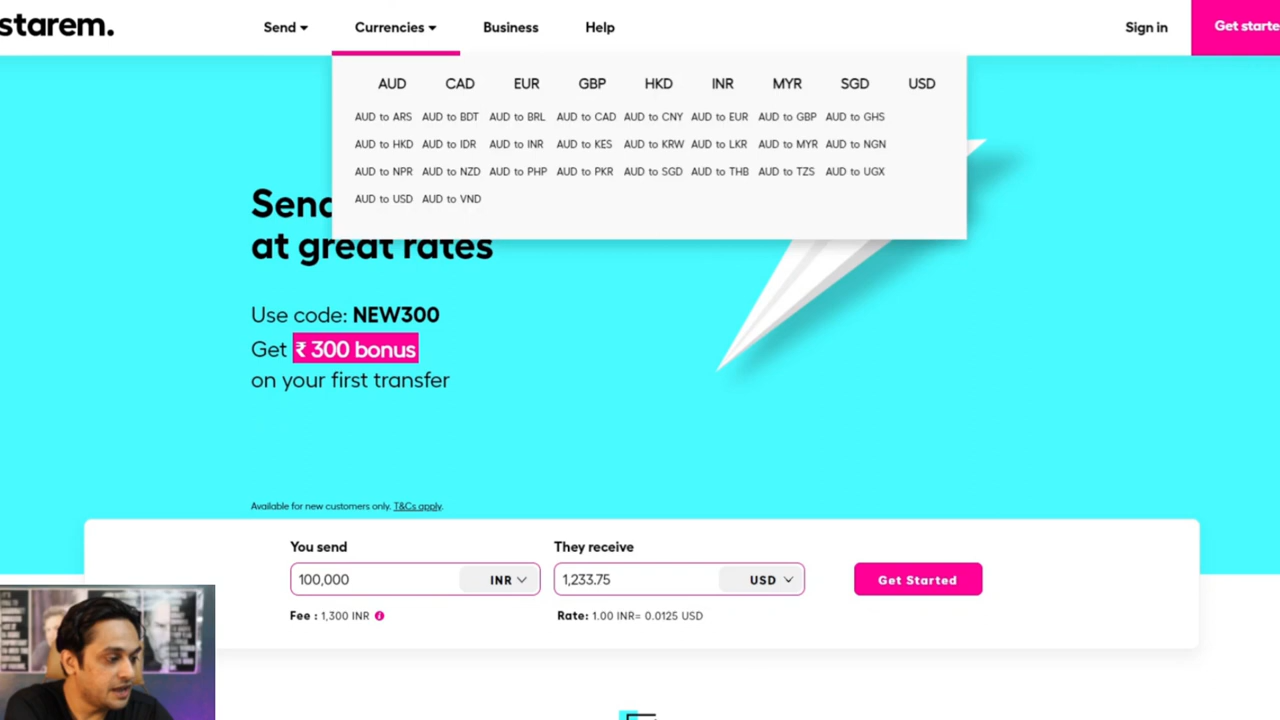 starem.
Send Currencies Business Help Sign in Get starte
AUD CAD EUR GBP HKD INR MYR SGD USD
AUD to ARS AUD to BDT AUD to BRL AUD to CAD AUD to CNY AUD to EUR AUD to GBP AUD to GHS
AUD to HKD AUD to IDR AUD to INR AUD to KES AUD to KRW AUD to LKR AUD to MYR AUD to NGN
AUD to NPR AUD to NZD AUD to PHP AUD to PKR AUD to SGD AUD to THB AUD to TZS AUD to UGX
AUD to USD AUD to VND
Send
at great rates
Use code: NEW300
Get ₹ 300 bonus
on your first transfer
Available for new customers only. T&Cs apply.
You send They receive
100,000 INR 1,233.75 USD Get Started
Fee : 1,300 INR Rate: 1.00 INR= 0.0125 USD